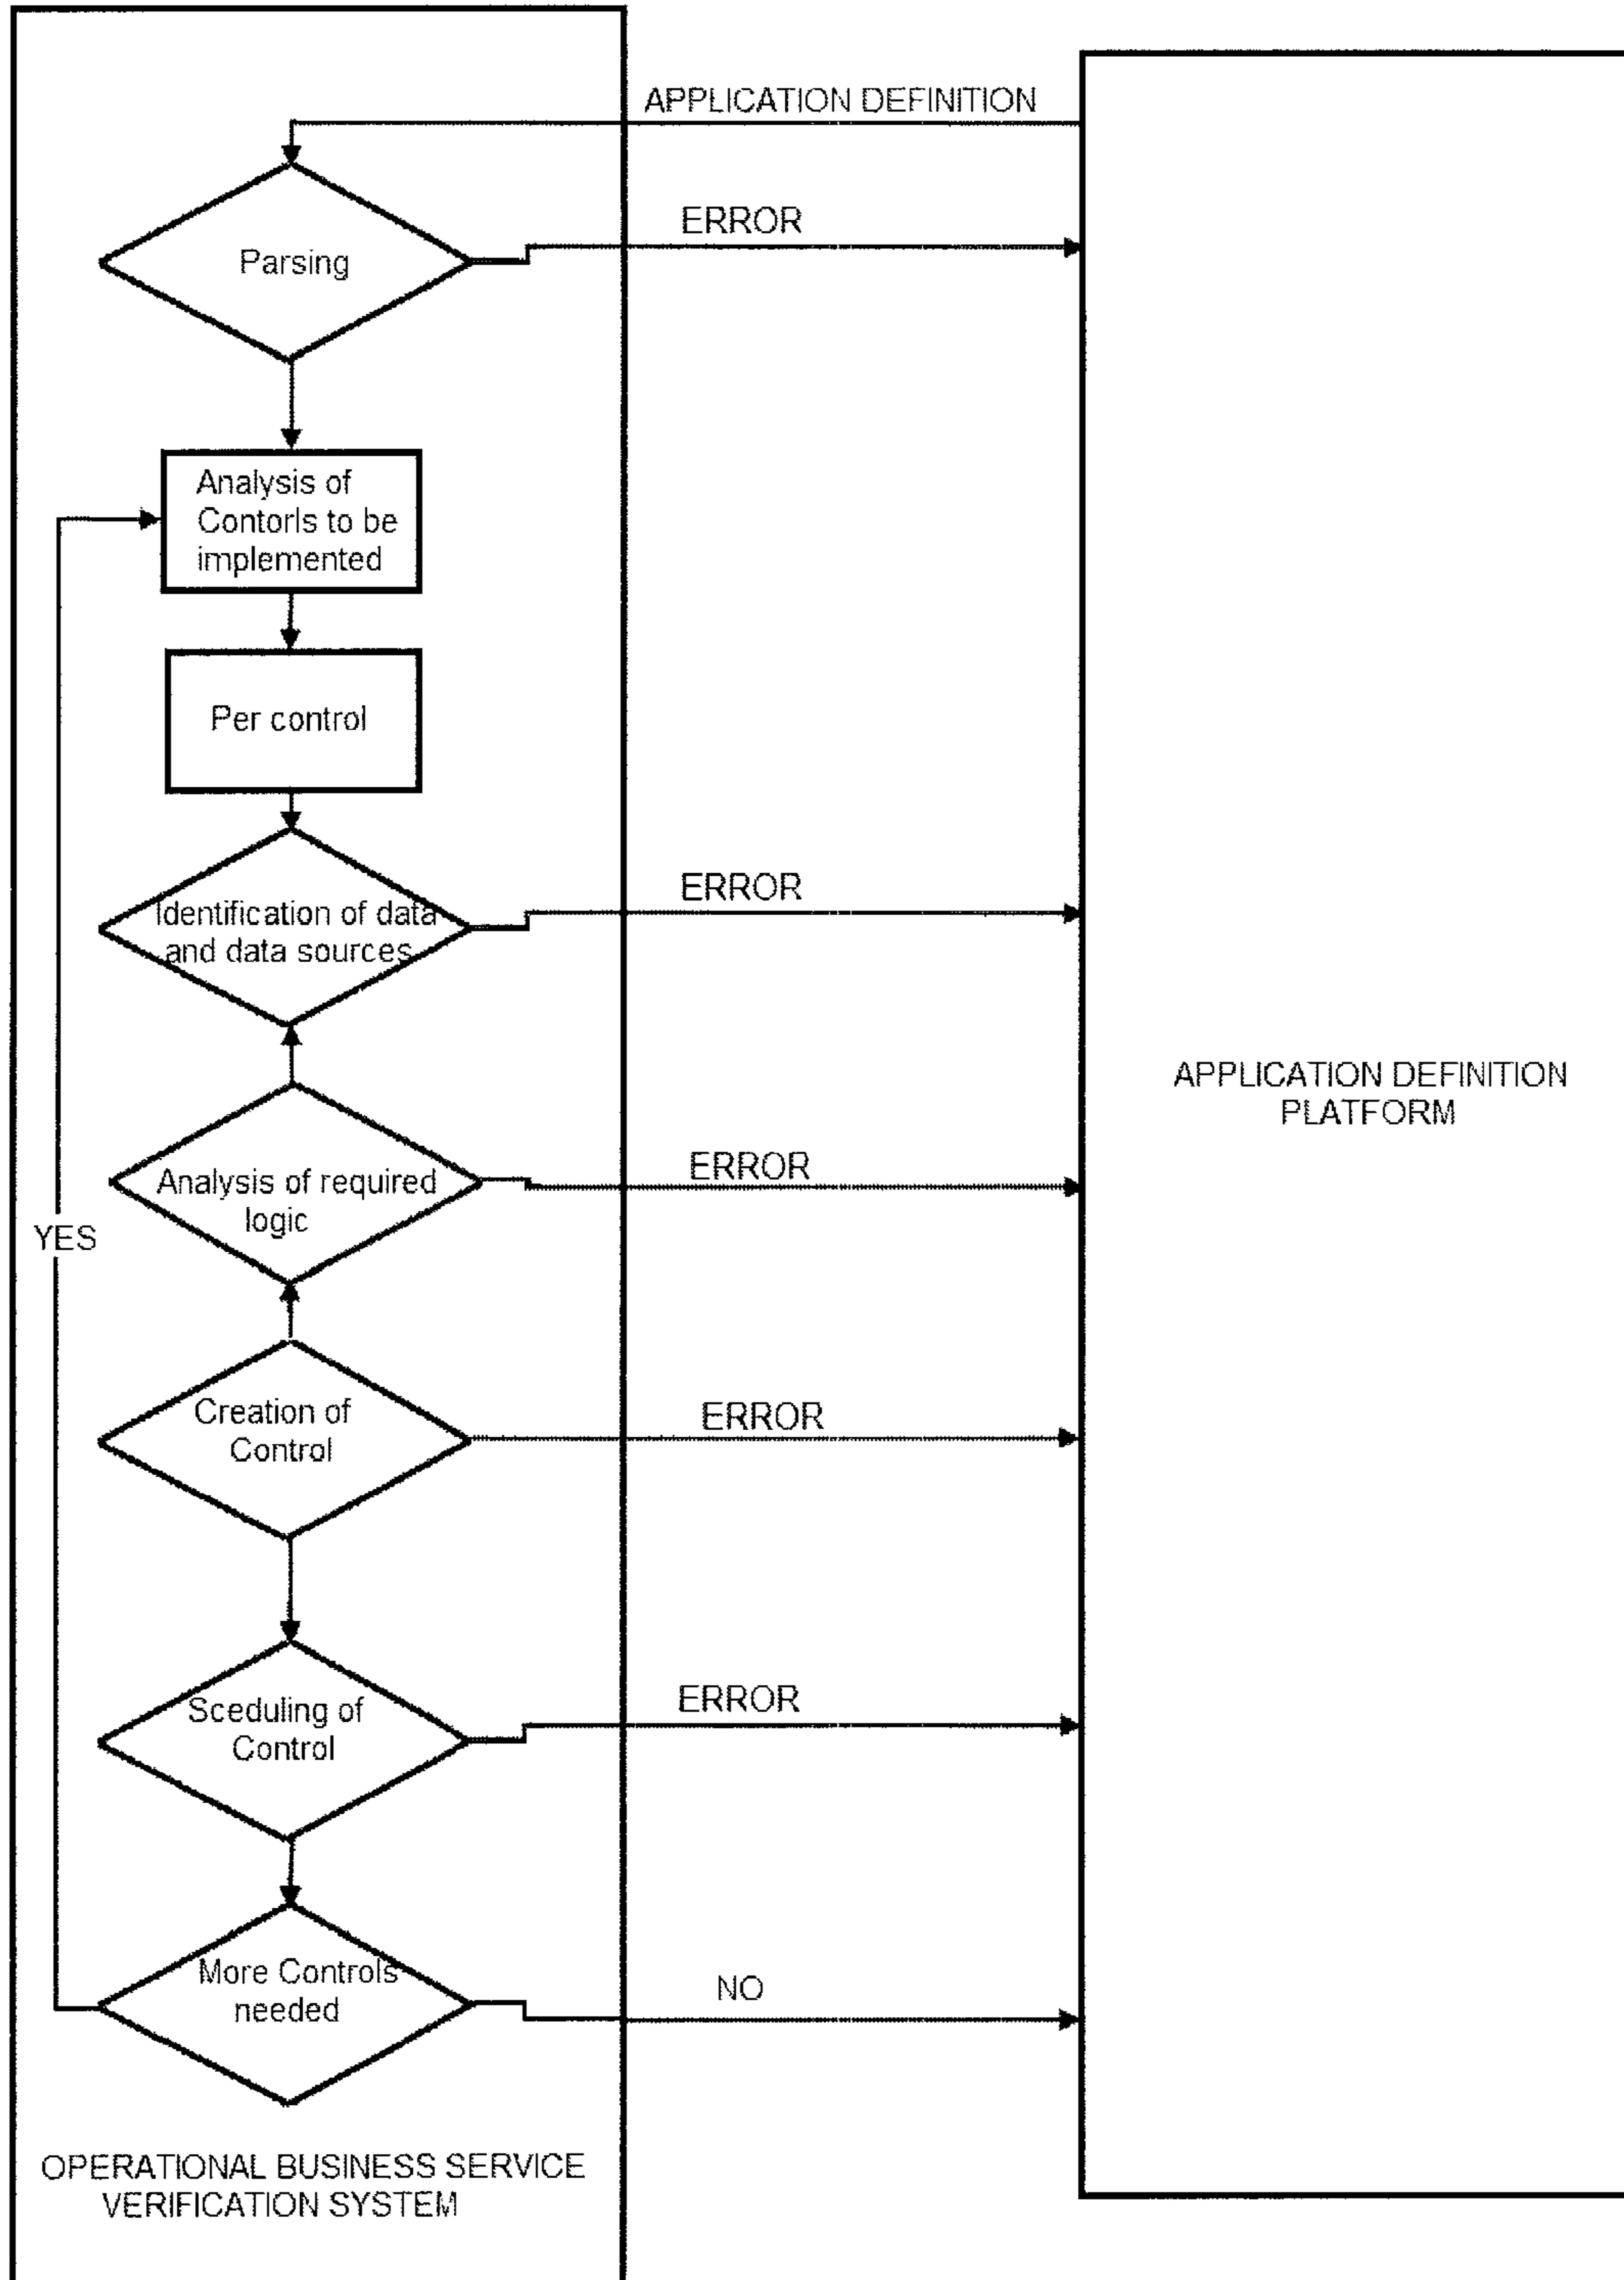 APPLICATION DEFINITION
ERROR
Parsing
Analysis of
Contorls to be
implemented
Per control
ERROR
Identification of data
and data sources
APPLICATION DEFINITION
PLATFORM
ERROR
Analysis of required
logic
YES
ERROR
Creation of
Control
ERROR
Sceduling of
Control
More Controls
needed
NO
OPERATIONAL BUSINESS SERVICE
VERIFICATION SYSTEM